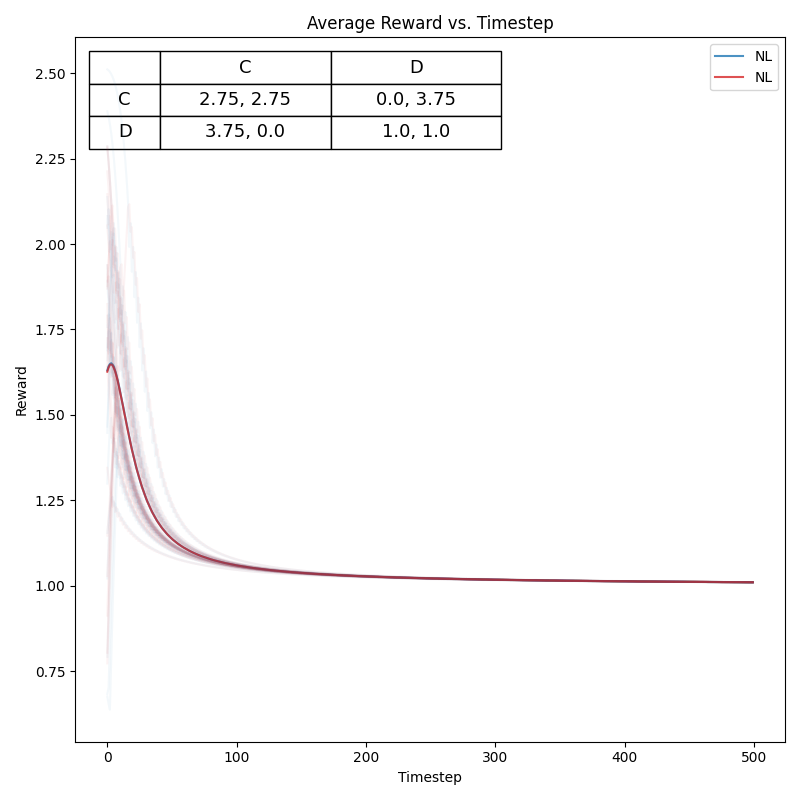 Average Reward vs. Timestep
C D
C 2.75, 2.75 0.0, 3.75
D 3.75, 0.0 1.0, 1.0
NL
NL
2.50
2.25
2.00
1.75
1.50
1.25
1.00
0.75
Reward
0 100 200 300 400 500
Timestep